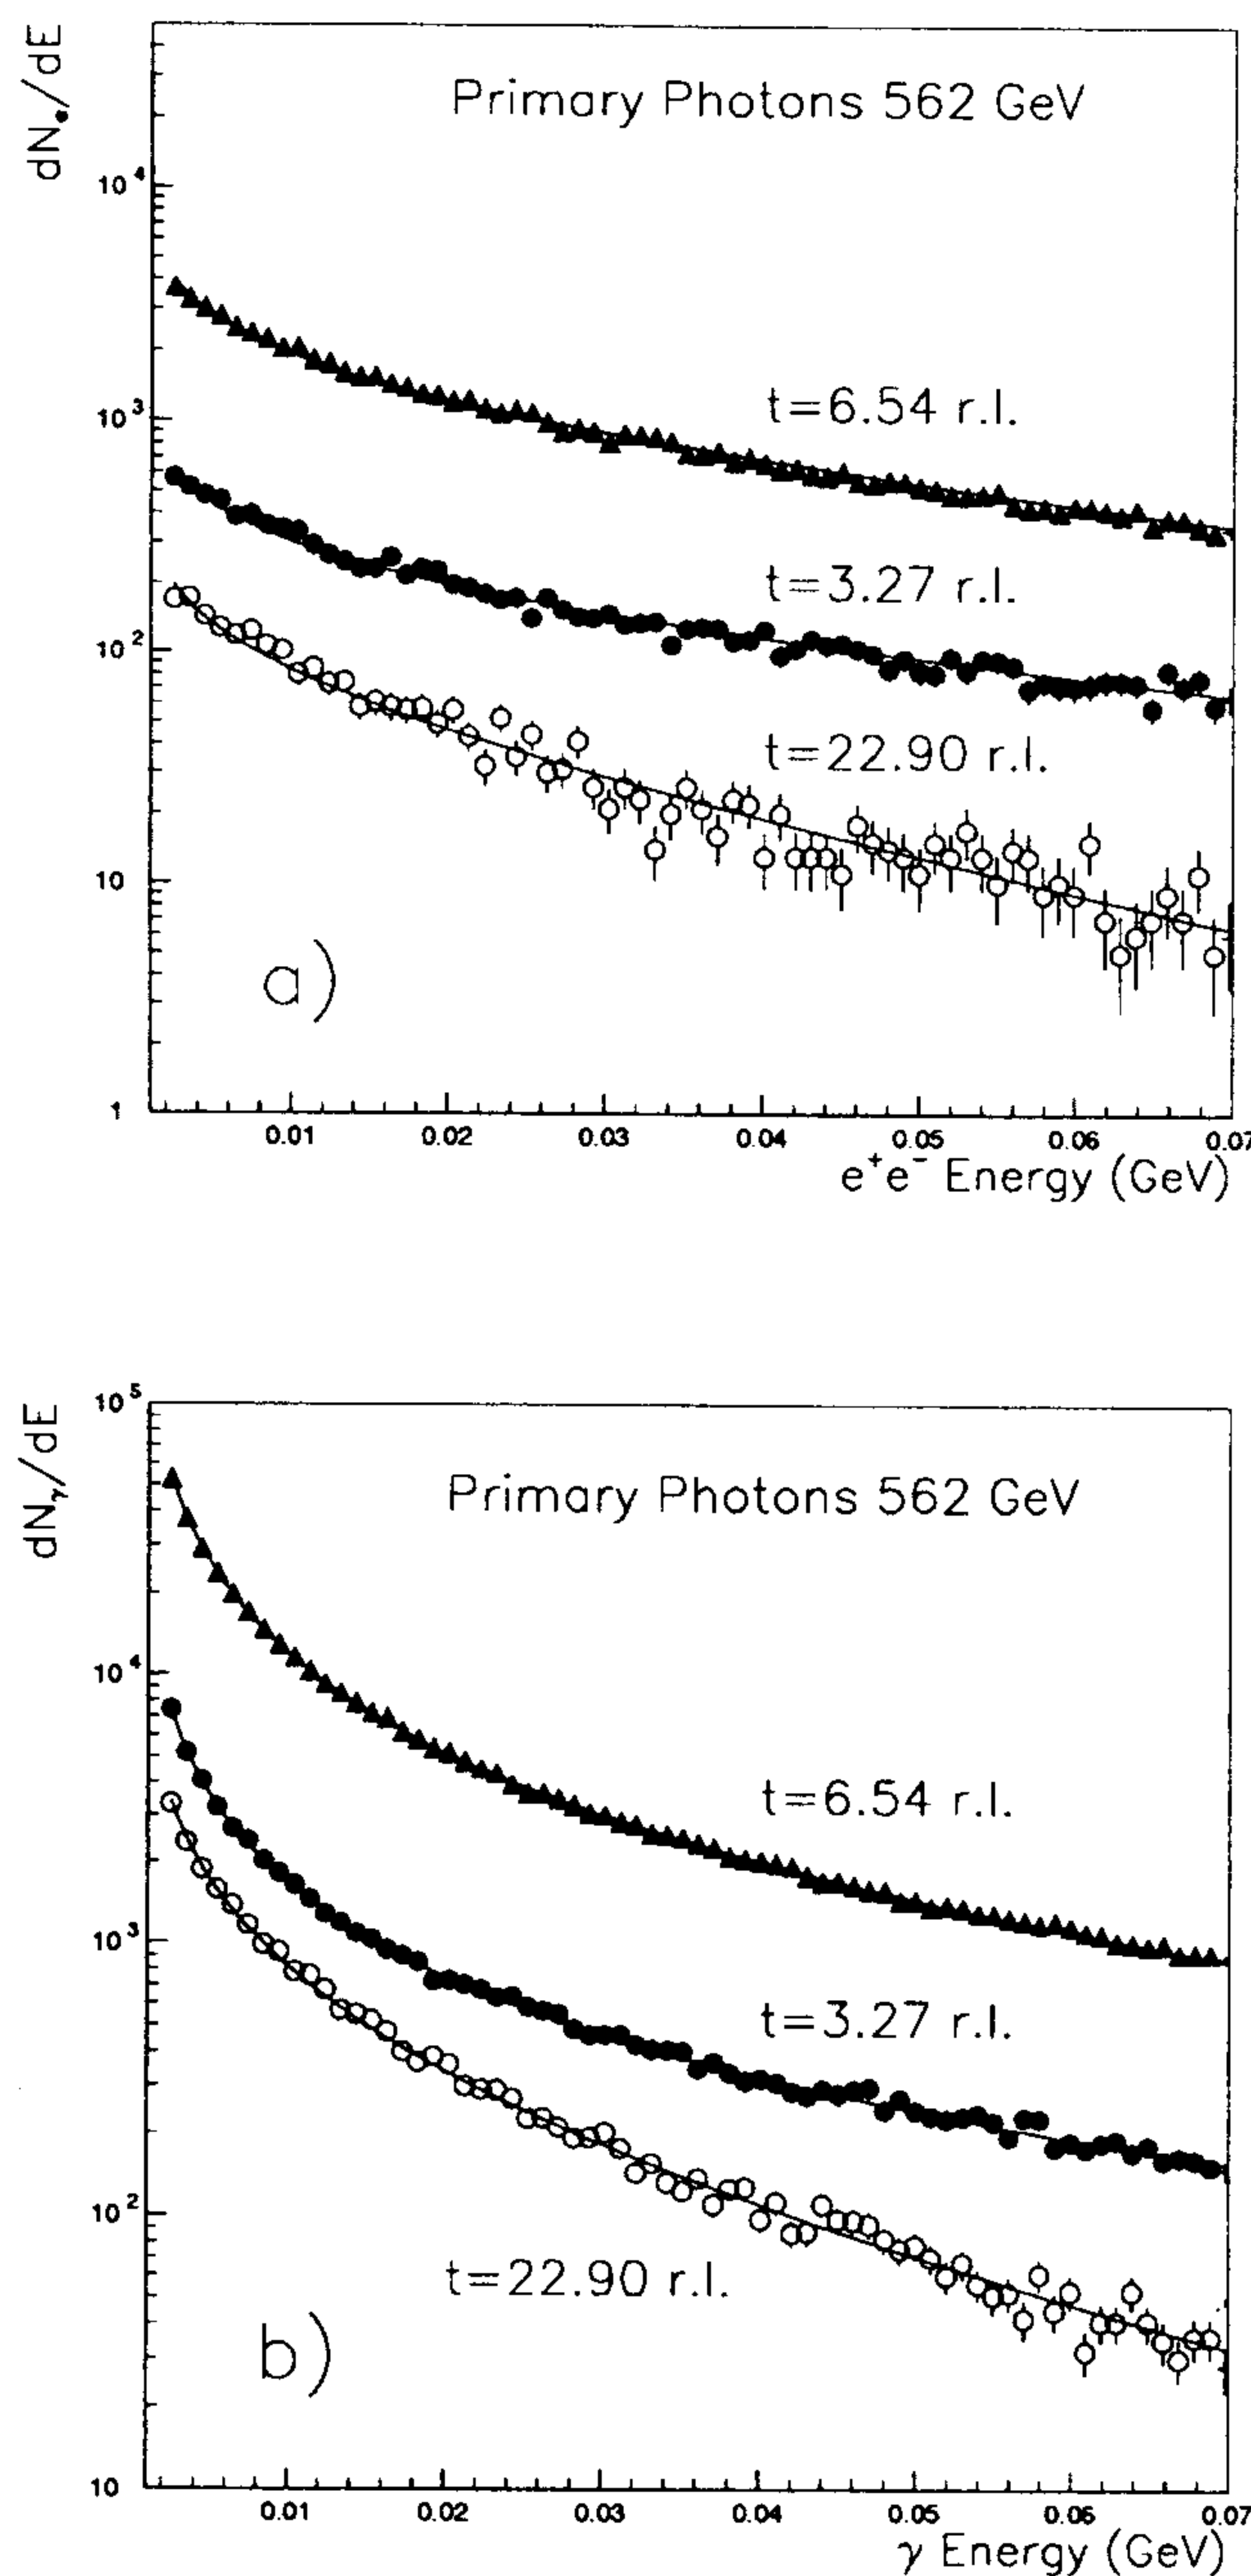 dNₑ/dE
Primary Photons 562 GeV
10⁴
10³
10²
10
1
t=6.54 r.l.
t=3.27 r.l.
t=22.90 r.l.
a)
0.01 0.02 0.03 0.04 0.05 0.06 0.07
e⁺e⁻ Energy (GeV)
dNᵧ/dE
Primary Photons 562 GeV
10⁵
10⁴
10³
10²
10
t=6.54 r.l.
t=3.27 r.l.
t=22.90 r.l.
b)
0.01 0.02 0.03 0.04 0.05 0.06 0.07
γ Energy (GeV)